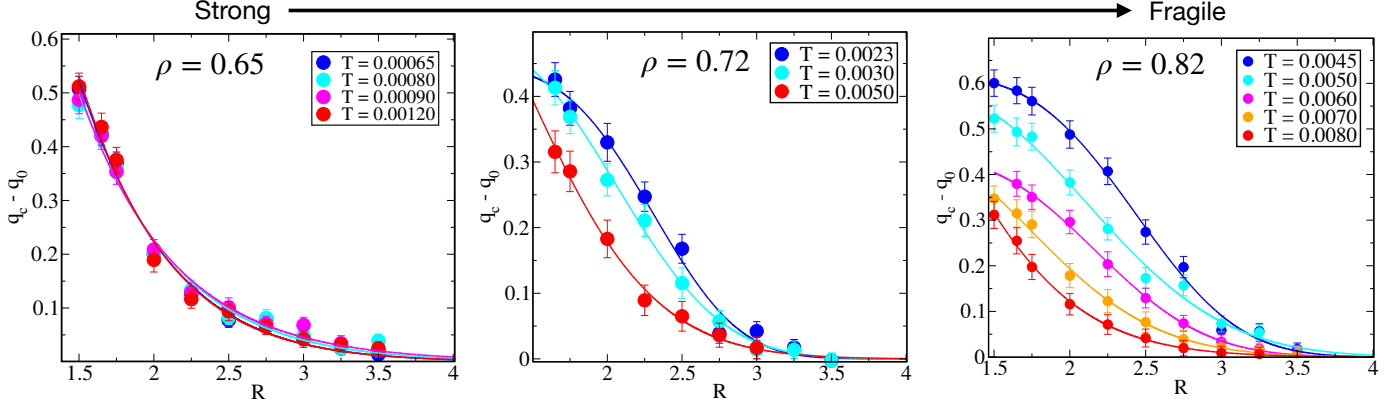 Strong
Fragile
ρ = 0.65
T = 0.00065
T = 0.00080
T = 0.00090
T = 0.00120
q_c - q_0
0.6
0.5
0.4
0.3
0.2
0.1
1.5 2 2.5 3 3.5 4
R
ρ = 0.72
T = 0.0023
T = 0.0030
T = 0.0050
q_c - q_0
0.4
0.3
0.2
0.1
0
2 2.5 3 3.5 4
R
ρ = 0.82
T = 0.0045
T = 0.0050
T = 0.0060
T = 0.0070
T = 0.0080
q_c - q_0
0.7
0.6
0.5
0.4
0.3
0.2
0.1
0
1.5 2 2.5 3 3.5 4
R